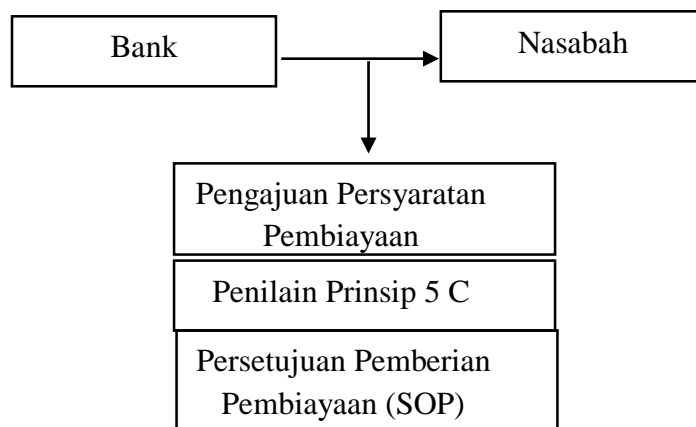 Bank
Nasabah
Pengajuan Persyaratan
Pembiayaan
Penilain Prinsip 5 C
Persetujuan Pemberian
Pembiayaan (SOP)